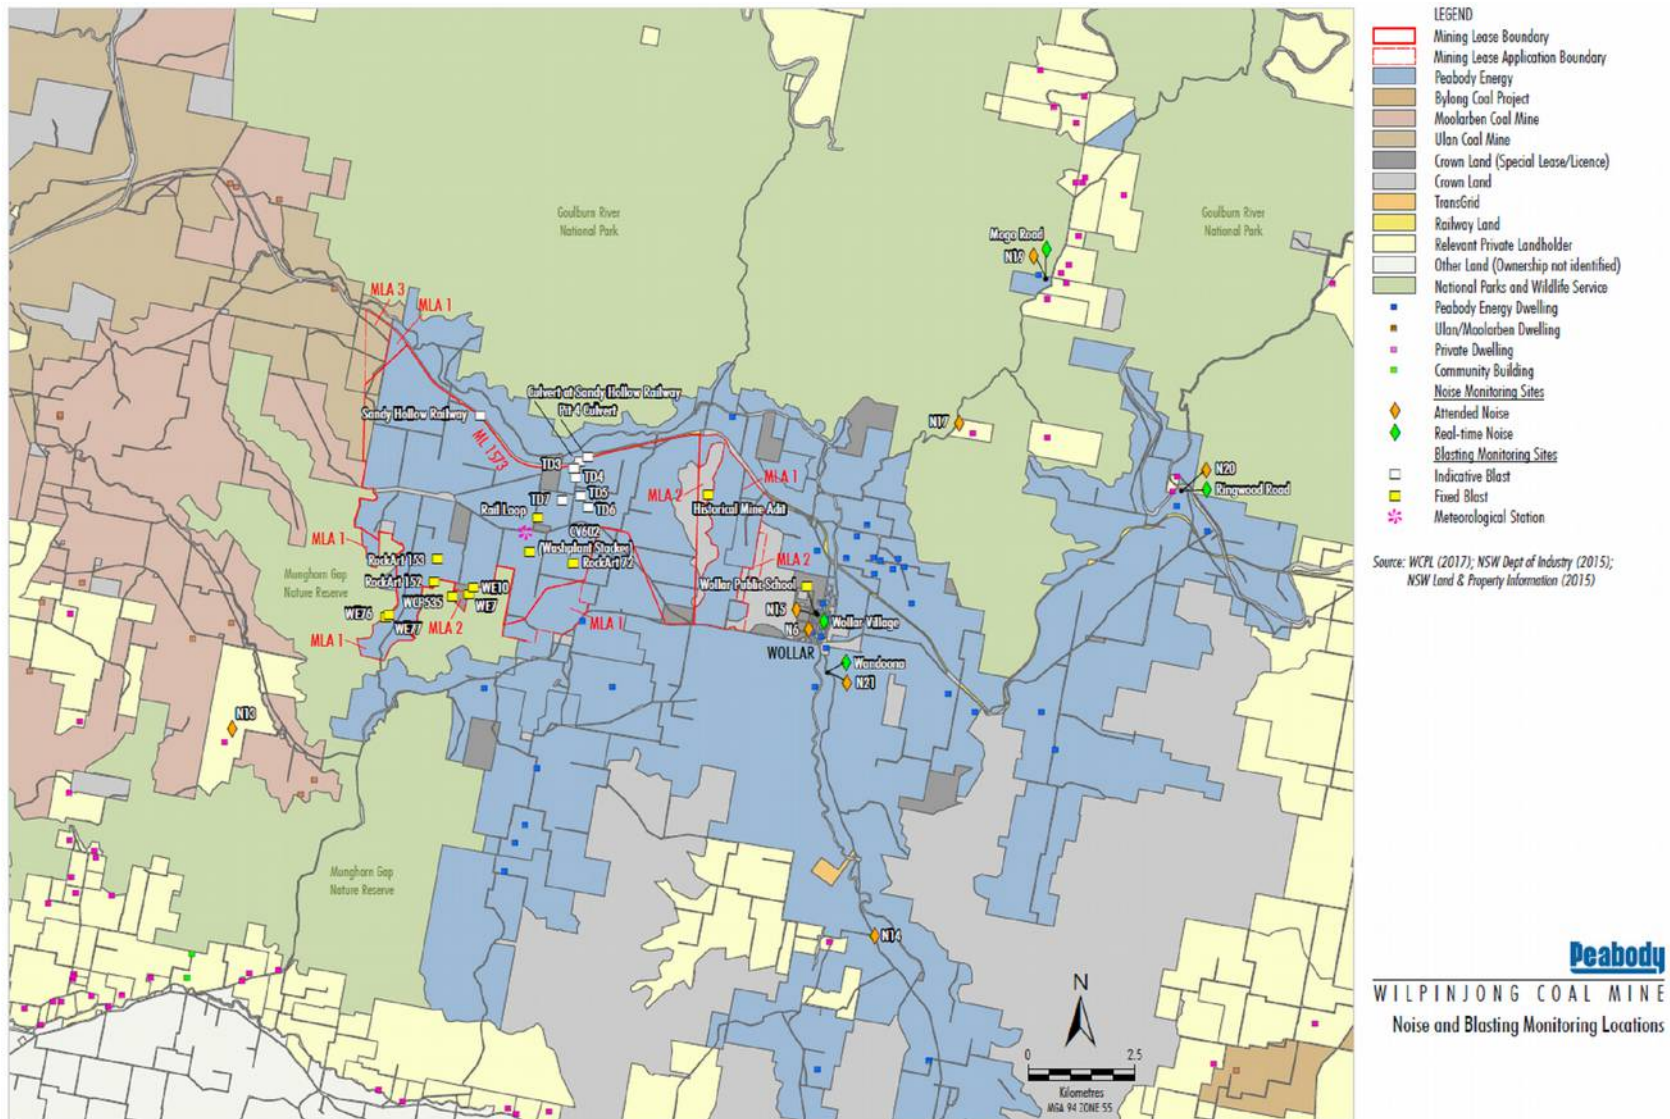 LEGEND
Mining Lease Boundary
Mining Lease Application Boundary
Peabody Energy
Bylong Coal Project
Moolarben Coal Mine
Ulan Coal Mine
Crown Land (Special Lease/Licence)
Crown Land
TransGrid
Railway Land
Relevant Private Landholder
Other Land (Ownership not identified)
National Parks and Wildlife Service
Peabody Energy Dwelling
Ulan/Moolarben Dwelling
Private Dwelling
Community Building
Noise Monitoring Sites
Attended Noise
Real-time Noise
Blasting Monitoring Sites
Indicative Blast
Fixed Blast
Meteorological Station
Source: WCPL (2017); NSW Dept of Industry (2015);
NSW Land & Property Information (2015)
Goulburn River
National Park
Goulburn River
National Park
Mogo Road
N19
MLA 3
MLA 1
Culvert at Sandy Hollow Railway
Pit 4 Culvert
Sandy Hollow Railway
ML 1573
N17
TD3
TD4
TD5
TD7
TD6
N20
Ringwood Road
MLA 1
MLA 2
Historical Mine Adit
Rail Loop
CV602
(Washplant Stacker)
MLA 1
RockArt 153
RockArt 72
MLA 2
Munghorn Gap
Nature Reserve
RockArt 152
WE10
WE7
WCP535
Wollar Public School
WE76
WE77
MLA 2
MLA 1
MLA 1
N15
Wollar Village
N6
WOLLAR
Wandoona
N21
N13
Munghorn Gap
Nature Reserve
N14
N
0
2.5
Kilometres
MGA 94 ZONE 55
Peabody
WILPINJONG COAL MINE
Noise and Blasting Monitoring Locations